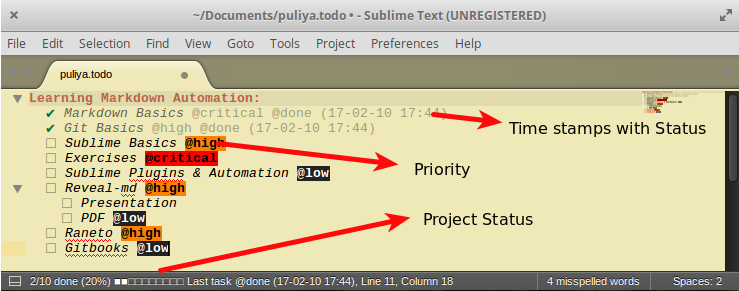 ~/Documents/puliya.todo • - Sublime Text (UNREGISTERED)
File Edit Selection Find View Goto Tools Project Preferences Help
puliya.todo
Learning Markdown Automation:
✔ Markdown Basics @critical @done (17-02-10 17:44)
✔ Git Basics @high @done (17-02-10 17:44)
☐ Sublime Basics @high
☐ Exercises @critical
☐ Sublime Plugins & Automation @low
☐ Reveal-md @high
☐ Presentation
☐ PDF @low
☐ Raneto @high
☐ Gitbooks @low
Time stamps with Status
Priority
Project Status
2/10 done (20%) ■■□□□□□□□□ Last task @done (17-02-10 17:44), Line 11, Column 18 4 misspelled words Spaces: 2